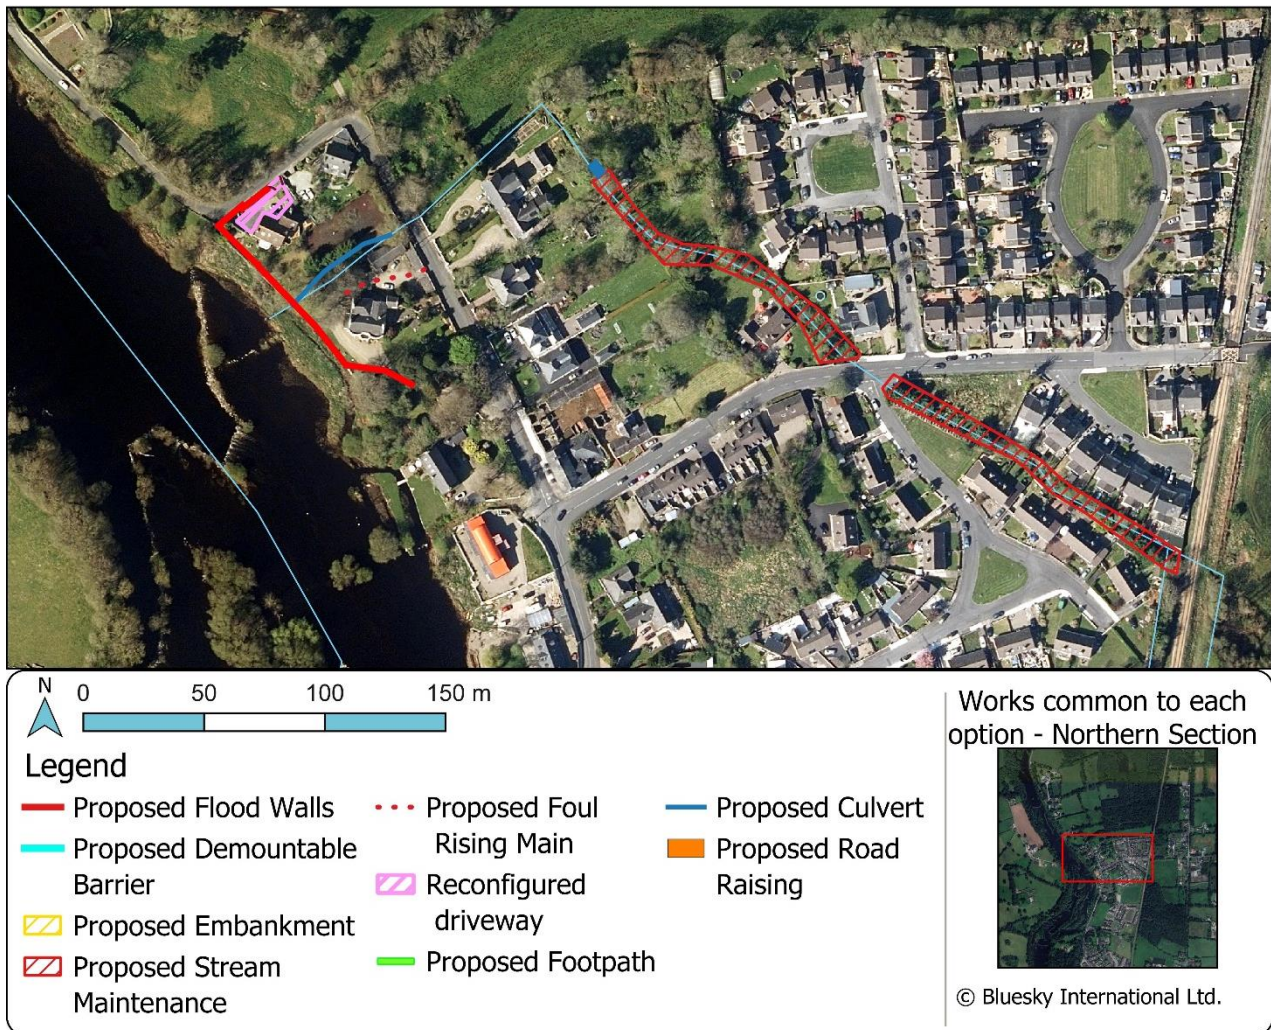 N
0 50 100 150 m
Legend
Proposed Flood Walls
Proposed Demountable
Barrier
Proposed Embankment
Proposed Stream
Maintenance
Proposed Foul
Rising Main
Reconfigured
driveway
Proposed Footpath
Proposed Culvert
Proposed Road
Raising
Works common to each
option - Northern Section
© Bluesky International Ltd.